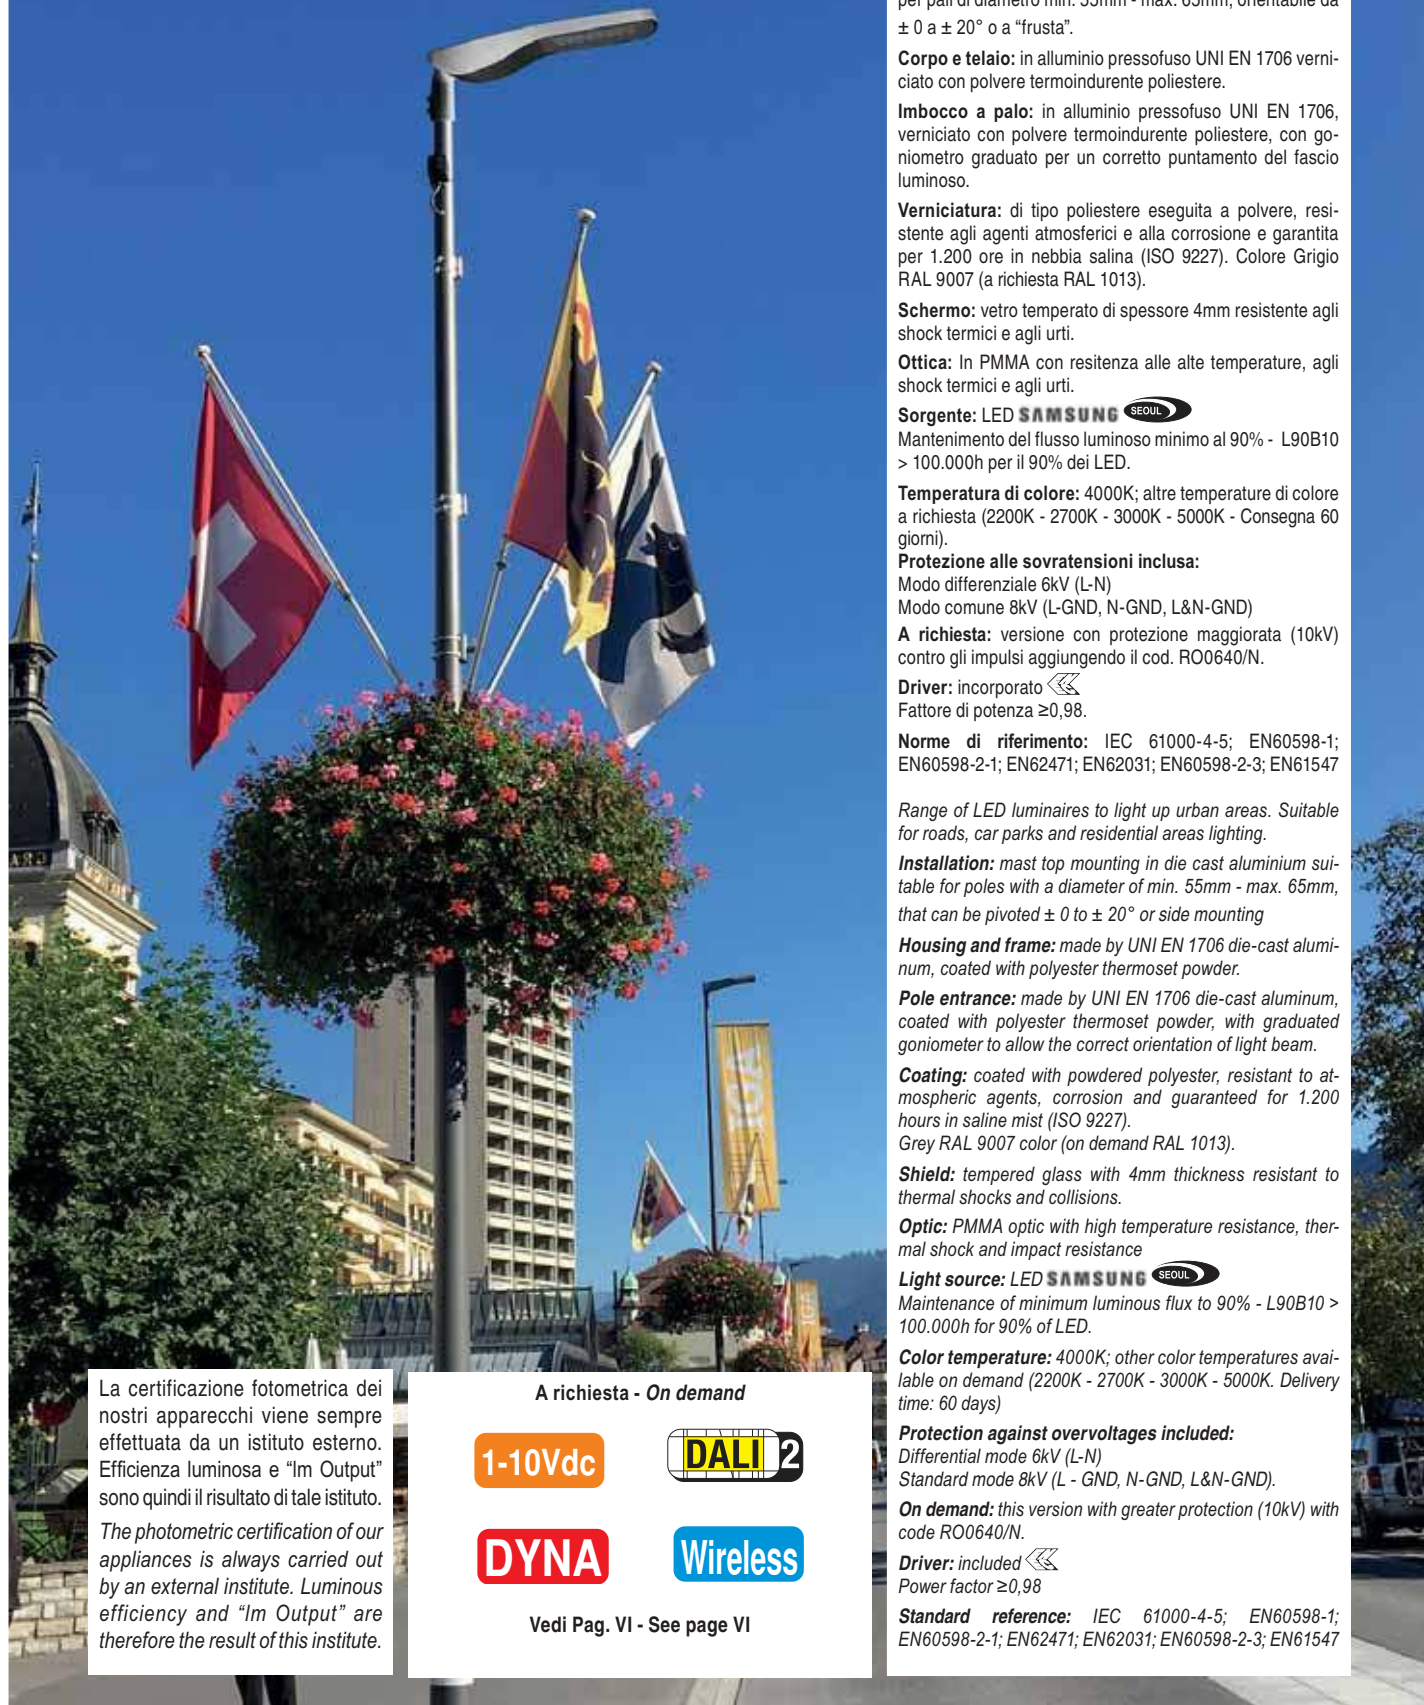 per pali di diametro min. 55mm - max. 65mm, orientabile da
± 0 a ± 20° o a “frusta”.
Corpo e telaio: in alluminio pressofuso UNI EN 1706 verni-
ciato con polvere termoindurente poliestere.
Imbocco a palo: in alluminio pressofuso UNI EN 1706,
verniciato con polvere termoindurente poliestere, con go-
niometro graduato per un corretto puntamento del fascio
luminoso.
Verniciatura: di tipo poliestere eseguita a polvere, resi-
stente agli agenti atmosferici e alla corrosione e garantita
per 1.200 ore in nebbia salina (ISO 9227). Colore Grigio
RAL 9007 (a richiesta RAL 1013).
Schermo: vetro temperato di spessore 4mm resistente agli
shock termici e agli urti.
Ottica: In PMMA con resitenza alle alte temperature, agli
shock termici e agli urti.
Sorgente: LED SAMSUNG SEOUL
Mantenimento del flusso luminoso minimo al 90% - L90B10
> 100.000h per il 90% dei LED.
Temperatura di colore: 4000K; altre temperature di colore
a richiesta (2200K - 2700K - 3000K - 5000K - Consegna 60
giorni).
Protezione alle sovratensioni inclusa:
Modo differenziale 6kV (L-N)
Modo comune 8kV (L-GND, N-GND, L&N-GND)
A richiesta: versione con protezione maggiorata (10kV)
contro gli impulsi aggiungendo il cod. RO0640/N.
Driver: incorporato
Fattore di potenza ≥0,98.
Norme di riferimento: IEC 61000-4-5; EN60598-1;
EN60598-2-1; EN62471; EN62031; EN60598-2-3; EN61547
Range of LED luminaires to light up urban areas. Suitable
for roads, car parks and residential areas lighting.
Installation: mast top mounting in die cast aluminium sui-
table for poles with a diameter of min. 55mm - max. 65mm,
that can be pivoted ± 0 to ± 20° or side mounting
Housing and frame: made by UNI EN 1706 die-cast alumi-
num, coated with polyester thermoset powder.
Pole entrance: made by UNI EN 1706 die-cast aluminum,
coated with polyester thermoset powder, with graduated
goniometer to allow the correct orientation of light beam.
Coating: coated with powdered polyester, resistant to at-
mospheric agents, corrosion and guaranteed for 1.200
hours in saline mist (ISO 9227).
Grey RAL 9007 color (on demand RAL 1013).
Shield: tempered glass with 4mm thickness resistant to
thermal shocks and collisions.
Optic: PMMA optic with high temperature resistance, ther-
mal shock and impact resistance
Light source: LED SAMSUNG SEOUL
Maintenance of minimum luminous flux to 90% - L90B10 >
100.000h for 90% of LED.
Color temperature: 4000K; other color temperatures avai-
lable on demand (2200K - 2700K - 3000K - 5000K. Delivery
time: 60 days)
Protection against overvoltages included:
Differential mode 6kV (L-N)
Standard mode 8kV (L - GND, N-GND, L&N-GND).
On demand: this version with greater protection (10kV) with
code RO0640/N.
Driver: included
Power factor ≥0,98
Standard reference: IEC 61000-4-5; EN60598-1;
EN60598-2-1; EN62471; EN62031; EN60598-2-3; EN61547
La certificazione fotometrica dei
nostri apparecchi viene sempre
effettuata da un istituto esterno.
Efficienza luminosa e “lm Output”
sono quindi il risultato di tale istituto.
The photometric certification of our
appliances is always carried out
by an external institute. Luminous
efficiency and “lm Output” are
therefore the result of this institute.
A richiesta - On demand
1-10Vdc
DALI 2
DYNA
Wireless
Vedi Pag. VI - See page VI